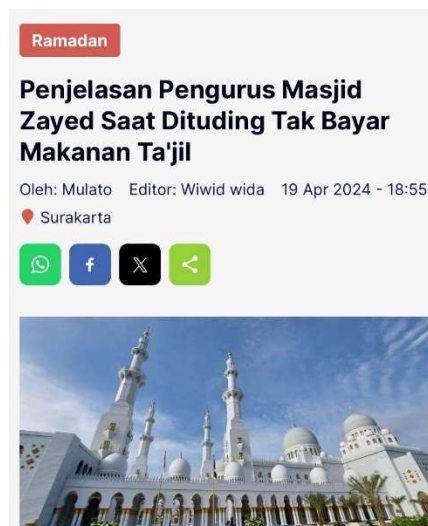 Ramadan
Penjelasan Pengurus Masjid
Zayed Saat Dituding Tak Bayar
Makanan Ta'jil
Oleh: Mulato Editor: Wiwid wida 19 Apr 2024 - 18:55
Surakarta